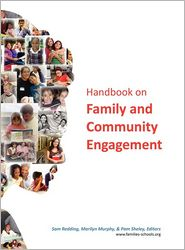 Handbook on
Family and
Community
Engagement
Sam Redding, Marilyn Murphy, & Pam Sheley, Editors
www.families-schools.org